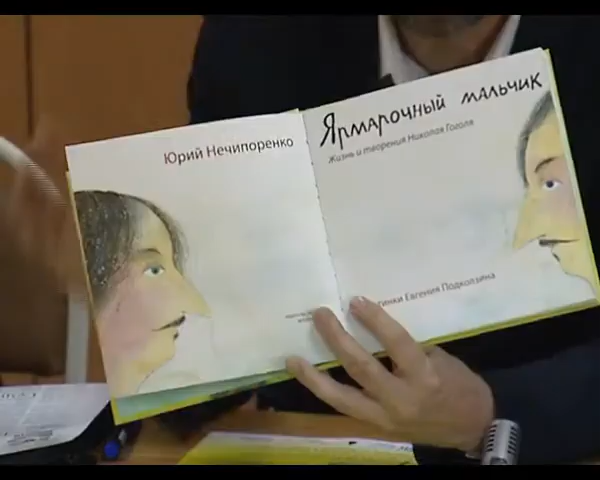 Юрий Нечипоренко
Ярмарочный мальчик
Жизнь и творения Николая Гоголя
Евгения Подколзина